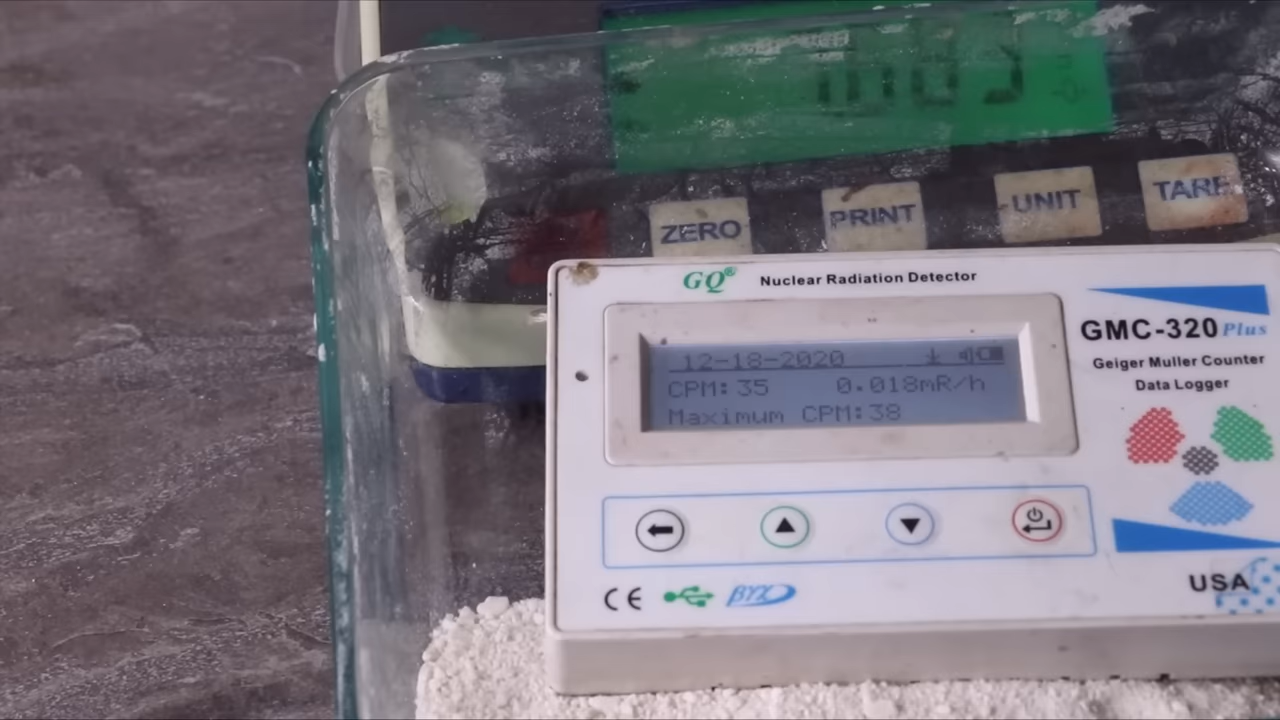 ZERO PRINT UNIT TARE
GQ® Nuclear Radiation Detector
GMC-320 Plus
Geiger Muller Counter
Data Logger
12-18-2020
CPM:35 0.018mR/h
Maximum CPM:38
CE
USA